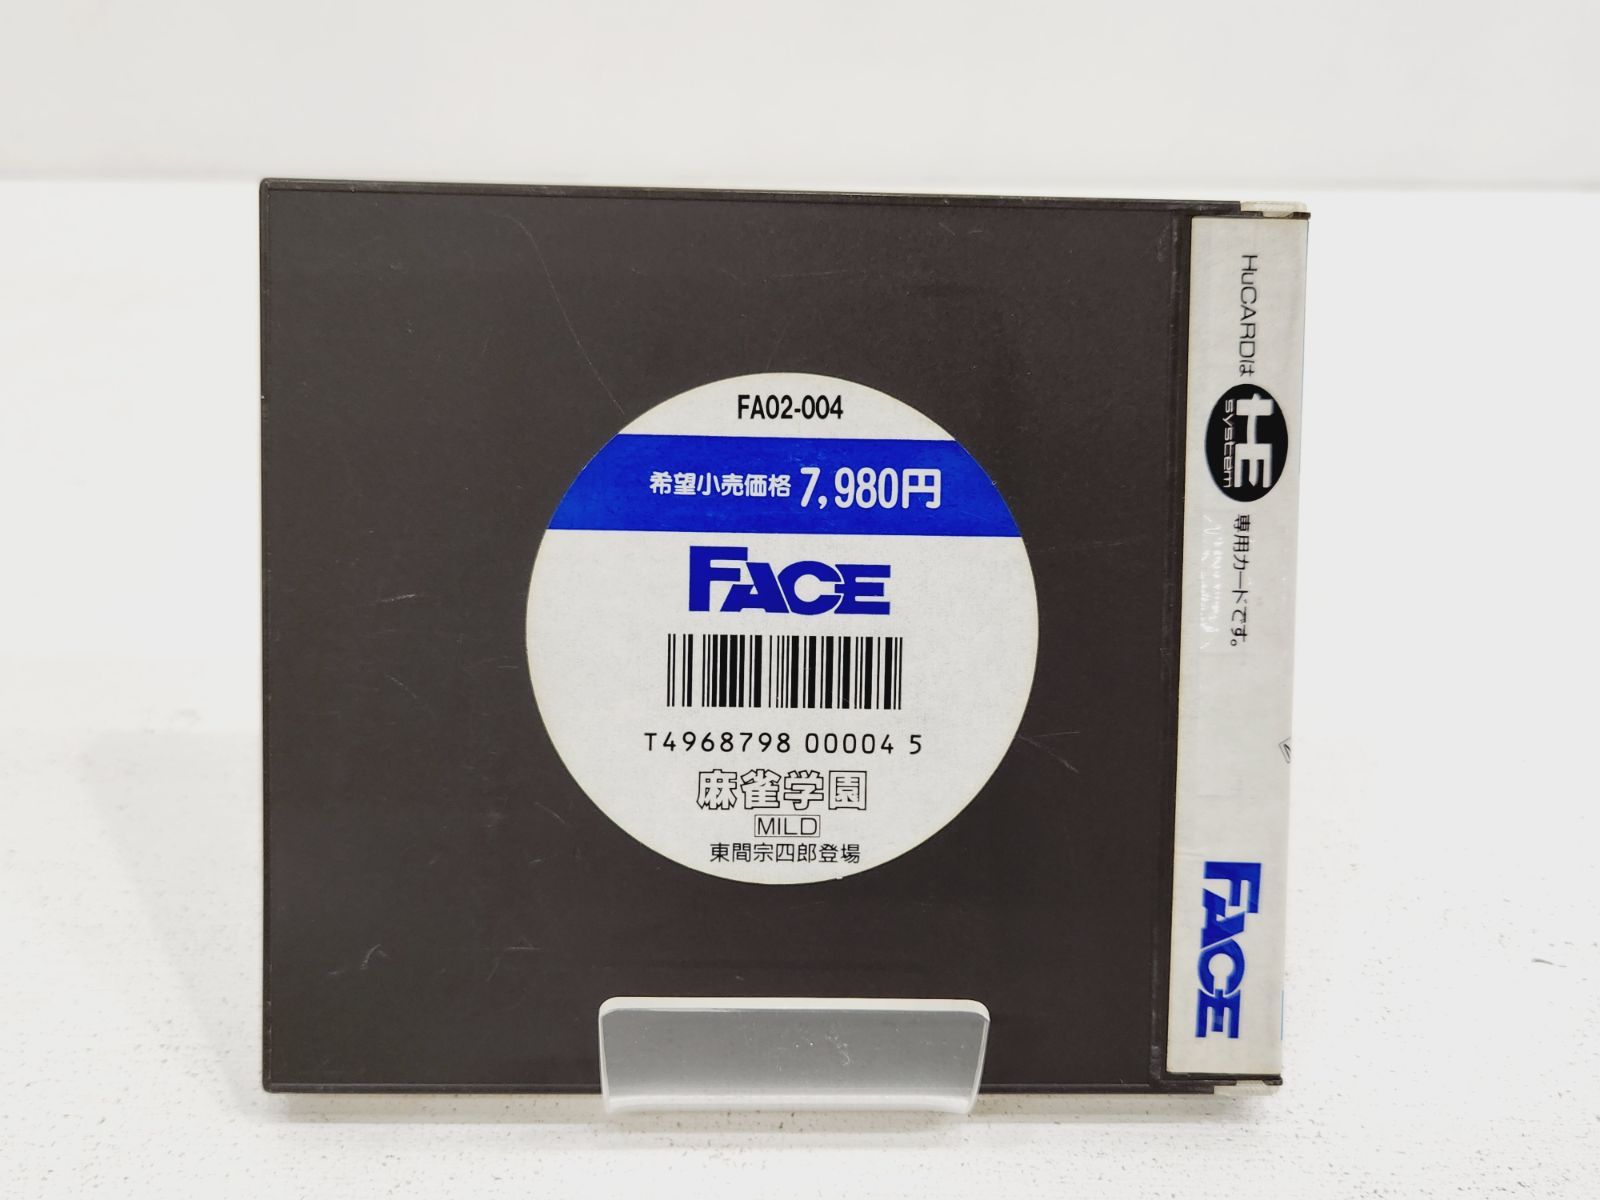 FA02-004
希望小売価格 7,980円
FACE
T4968798 00004 5
麻雀学園
MILD
東間宗四郎登場
HuCARDは
HE
system
専用カードです。
FACE